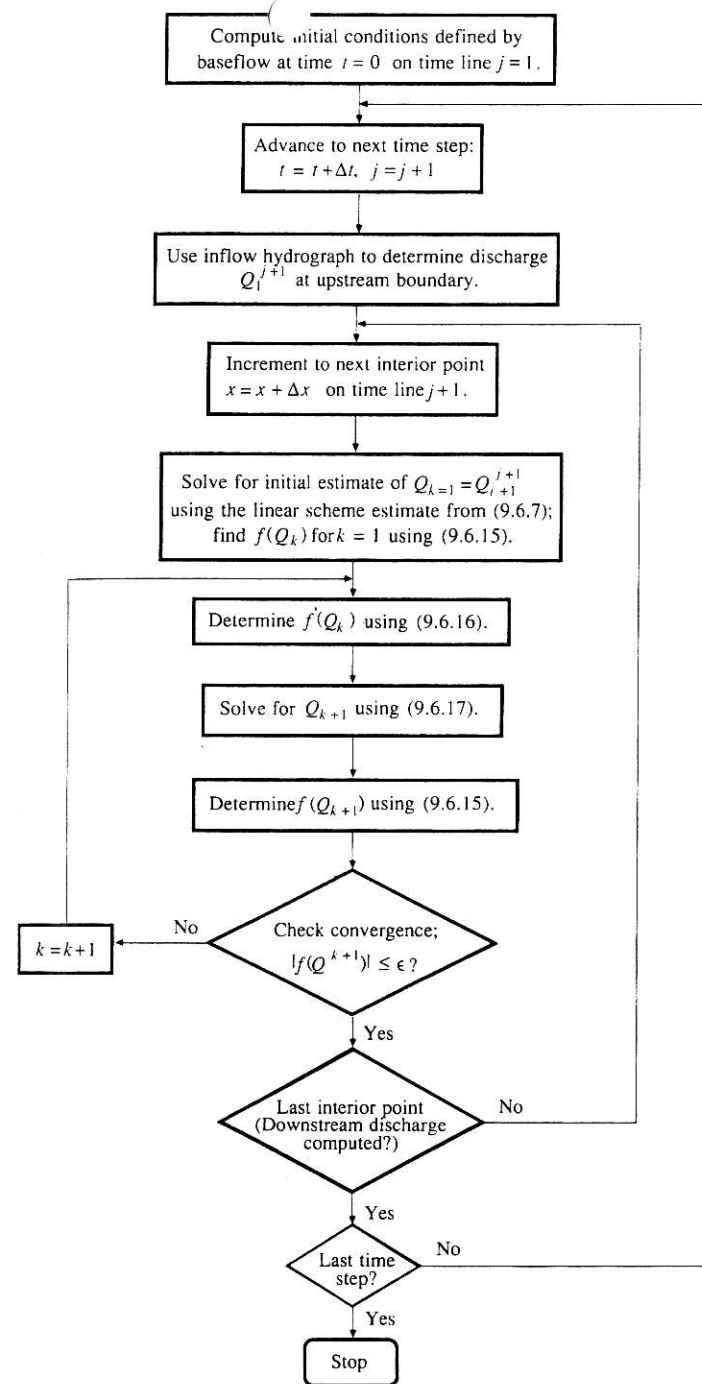 Compute initial conditions defined by
baseflow at time t = 0 on time line j = 1.
Advance to next time step:
t = t + Δt, j = j + 1
Use inflow hydrograph to determine discharge
Q₁ʲ⁺¹ at upstream boundary.
Increment to next interior point
x = x + Δx on time line j + 1.
Solve for initial estimate of Qₖ₌₁ = Qᵢ₊₁ʲ⁺¹
using the linear scheme estimate from (9.6.7);
find f(Qₖ) for k = 1 using (9.6.15).
Determine f'(Qₖ) using (9.6.16).
Solve for Qₖ₊₁ using (9.6.17).
Determine f(Qₖ₊₁) using (9.6.15).
No
k = k+1
Check convergence;
|f(Qᵏ⁺¹)| ≤ ϵ?
Yes
Last interior point
(Downstream discharge
computed?)
No
Yes
Last time
step?
No
Yes
Stop